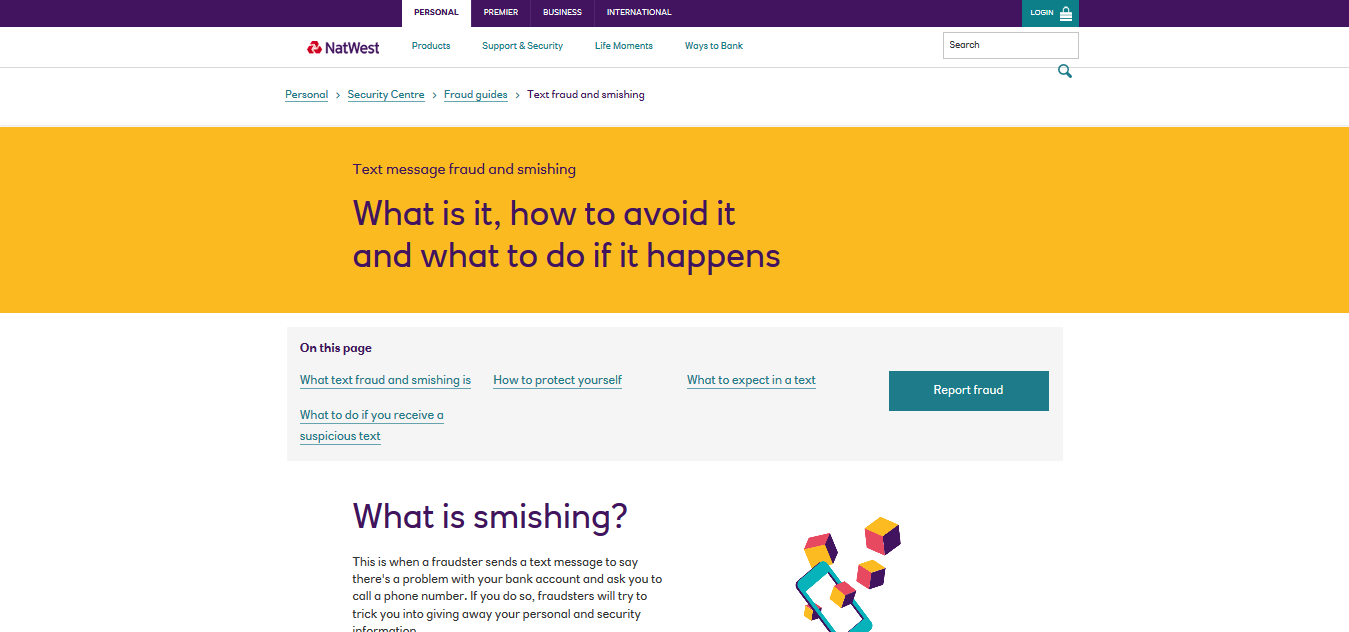 PERSONAL PREMIER BUSINESS INTERNATIONAL LOGIN
NatWest Products Support & Security Life Moments Ways to Bank Search
Personal > Security Centre > Fraud guides > Text fraud and smishing
Text message fraud and smishing
What is it, how to avoid it
and what to do if it happens
On this page
What text fraud and smishing is How to protect yourself What to expect in a text Report fraud
What to do if you receive a
suspicious text
What is smishing?
This is when a fraudster sends a text message to say
there's a problem with your bank account and ask you to
call a phone number. If you do so, fraudsters will try to
trick you into giving away your personal and security
information